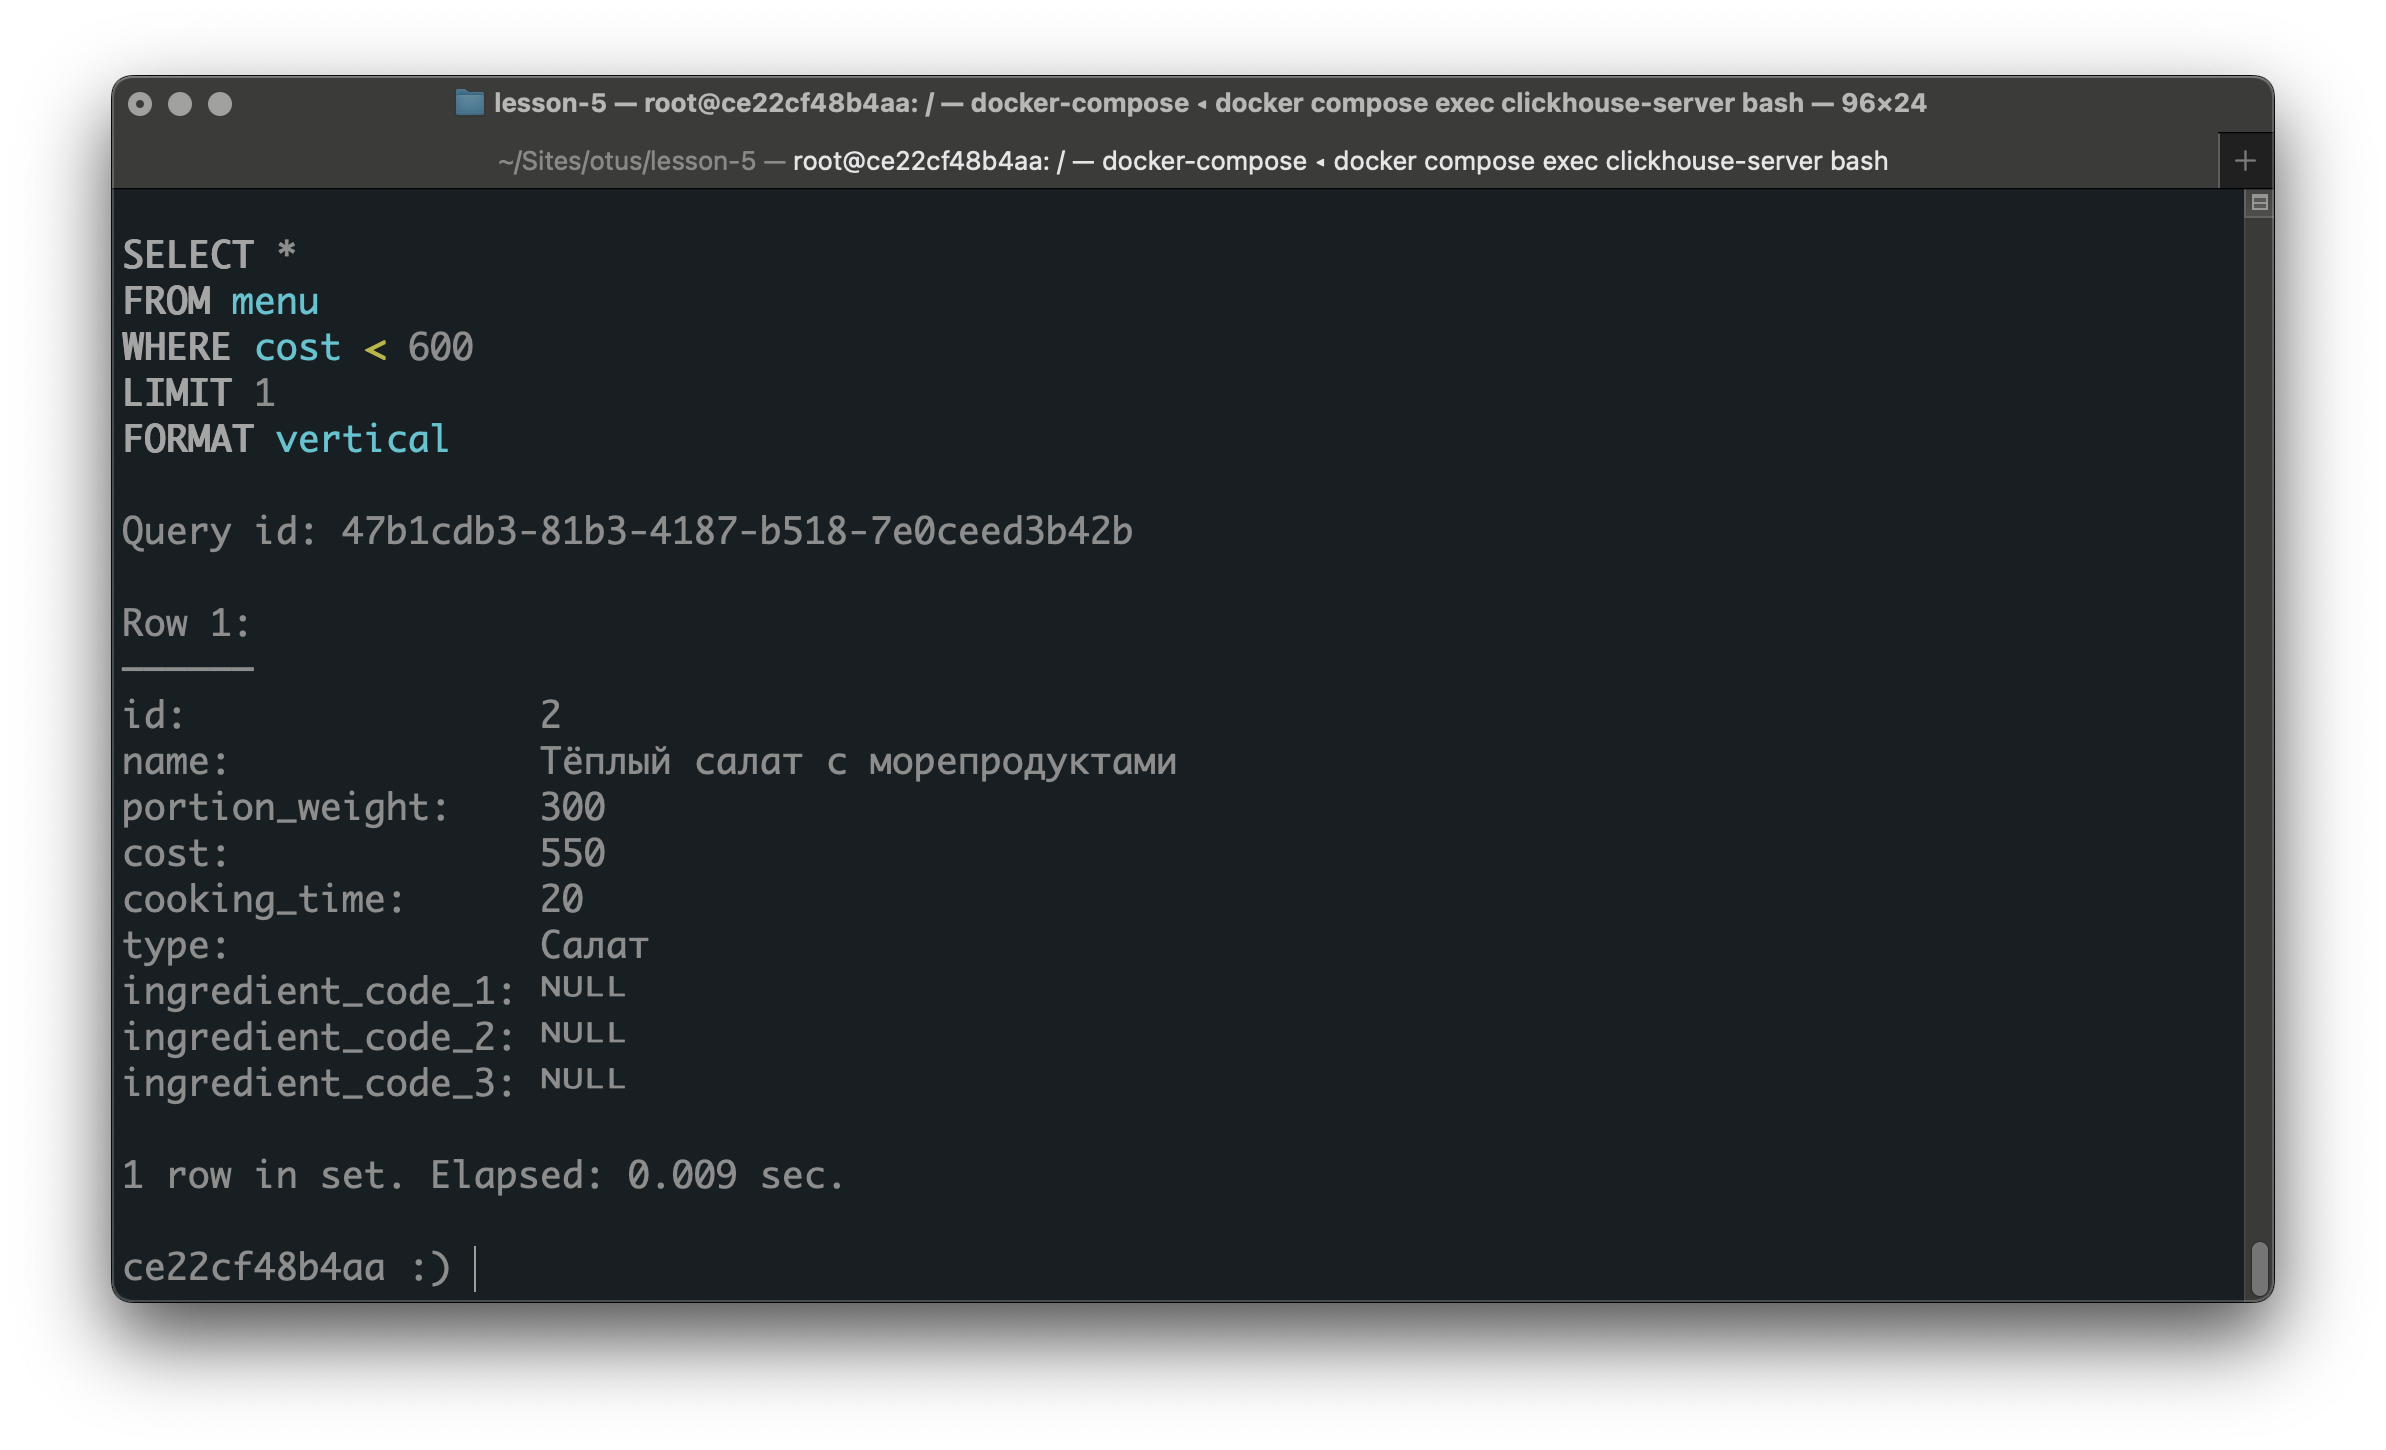 lesson-5 — root@ce22cf48b4aa: / — docker-compose ◂ docker compose exec clickhouse-server bash — 96×24
~/Sites/otus/lesson-5 — root@ce22cf48b4aa: / — docker-compose ◂ docker compose exec clickhouse-server bash
SELECT *
FROM menu
WHERE cost < 600
LIMIT 1
FORMAT vertical
Query id: 47b1cdb3-81b3-4187-b518-7e0ceed3b42b
Row 1:
──────
id: 2
name: Тёплый салат с морепродуктами
portion_weight: 300
cost: 550
cooking_time: 20
type: Салат
ingredient_code_1: ᴺᵁᴸᴸ
ingredient_code_2: ᴺᵁᴸᴸ
ingredient_code_3: ᴺᵁᴸᴸ
1 row in set. Elapsed: 0.009 sec.
ce22cf48b4aa :)